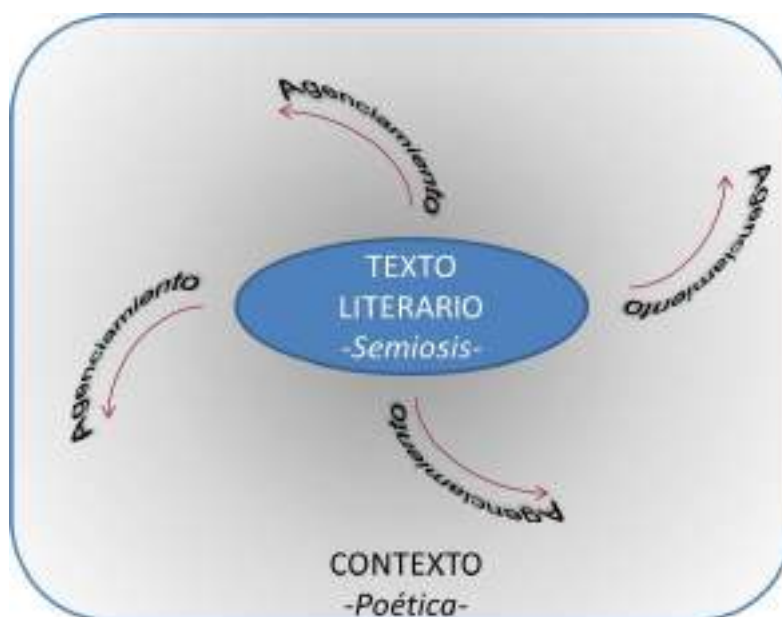 Agenciamiento
Agenciamiento
Agenciamiento
TEXTO
LITERARIO
-Semiosis-
Agenciamiento
CONTEXTO
-Poética-